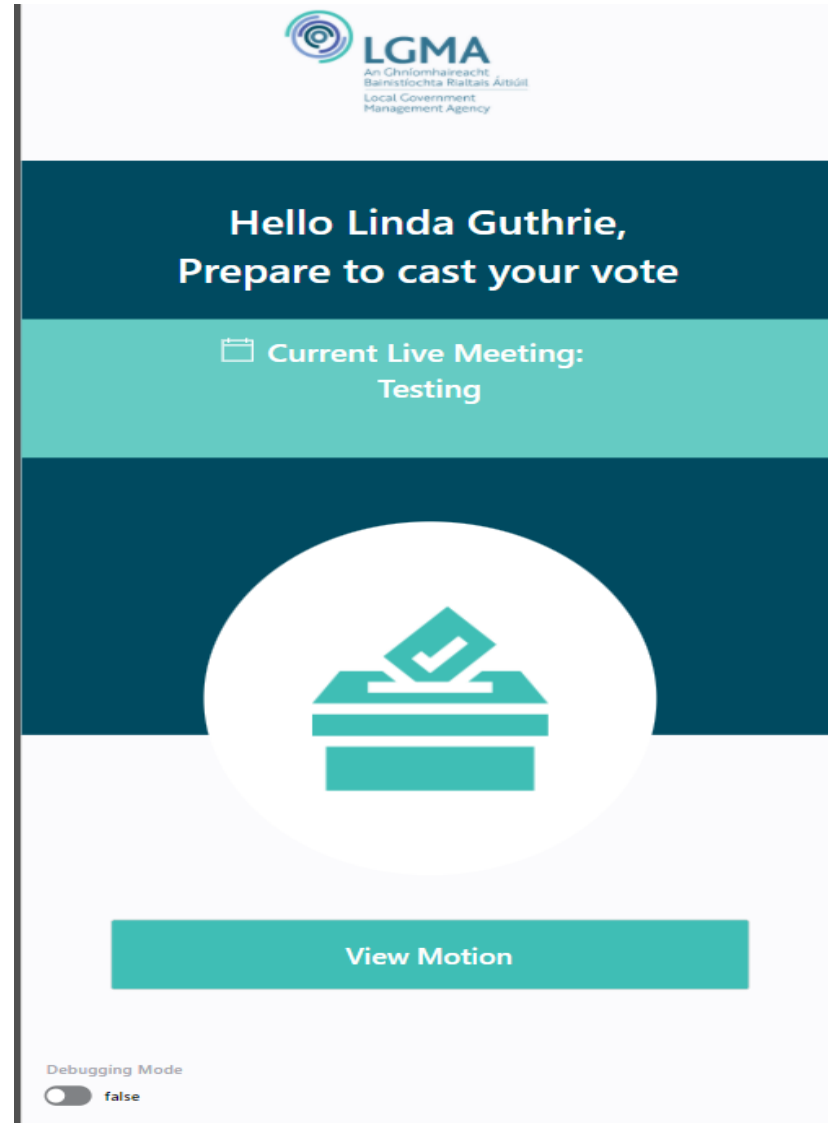 LGMA
An Ghníomhaireacht
Bainistíochta Rialtais Áitiúil
Local Government
Management Agency
Hello Linda Guthrie,
Prepare to cast your vote
Current Live Meeting:
Testing
View Motion
Debugging Mode
false